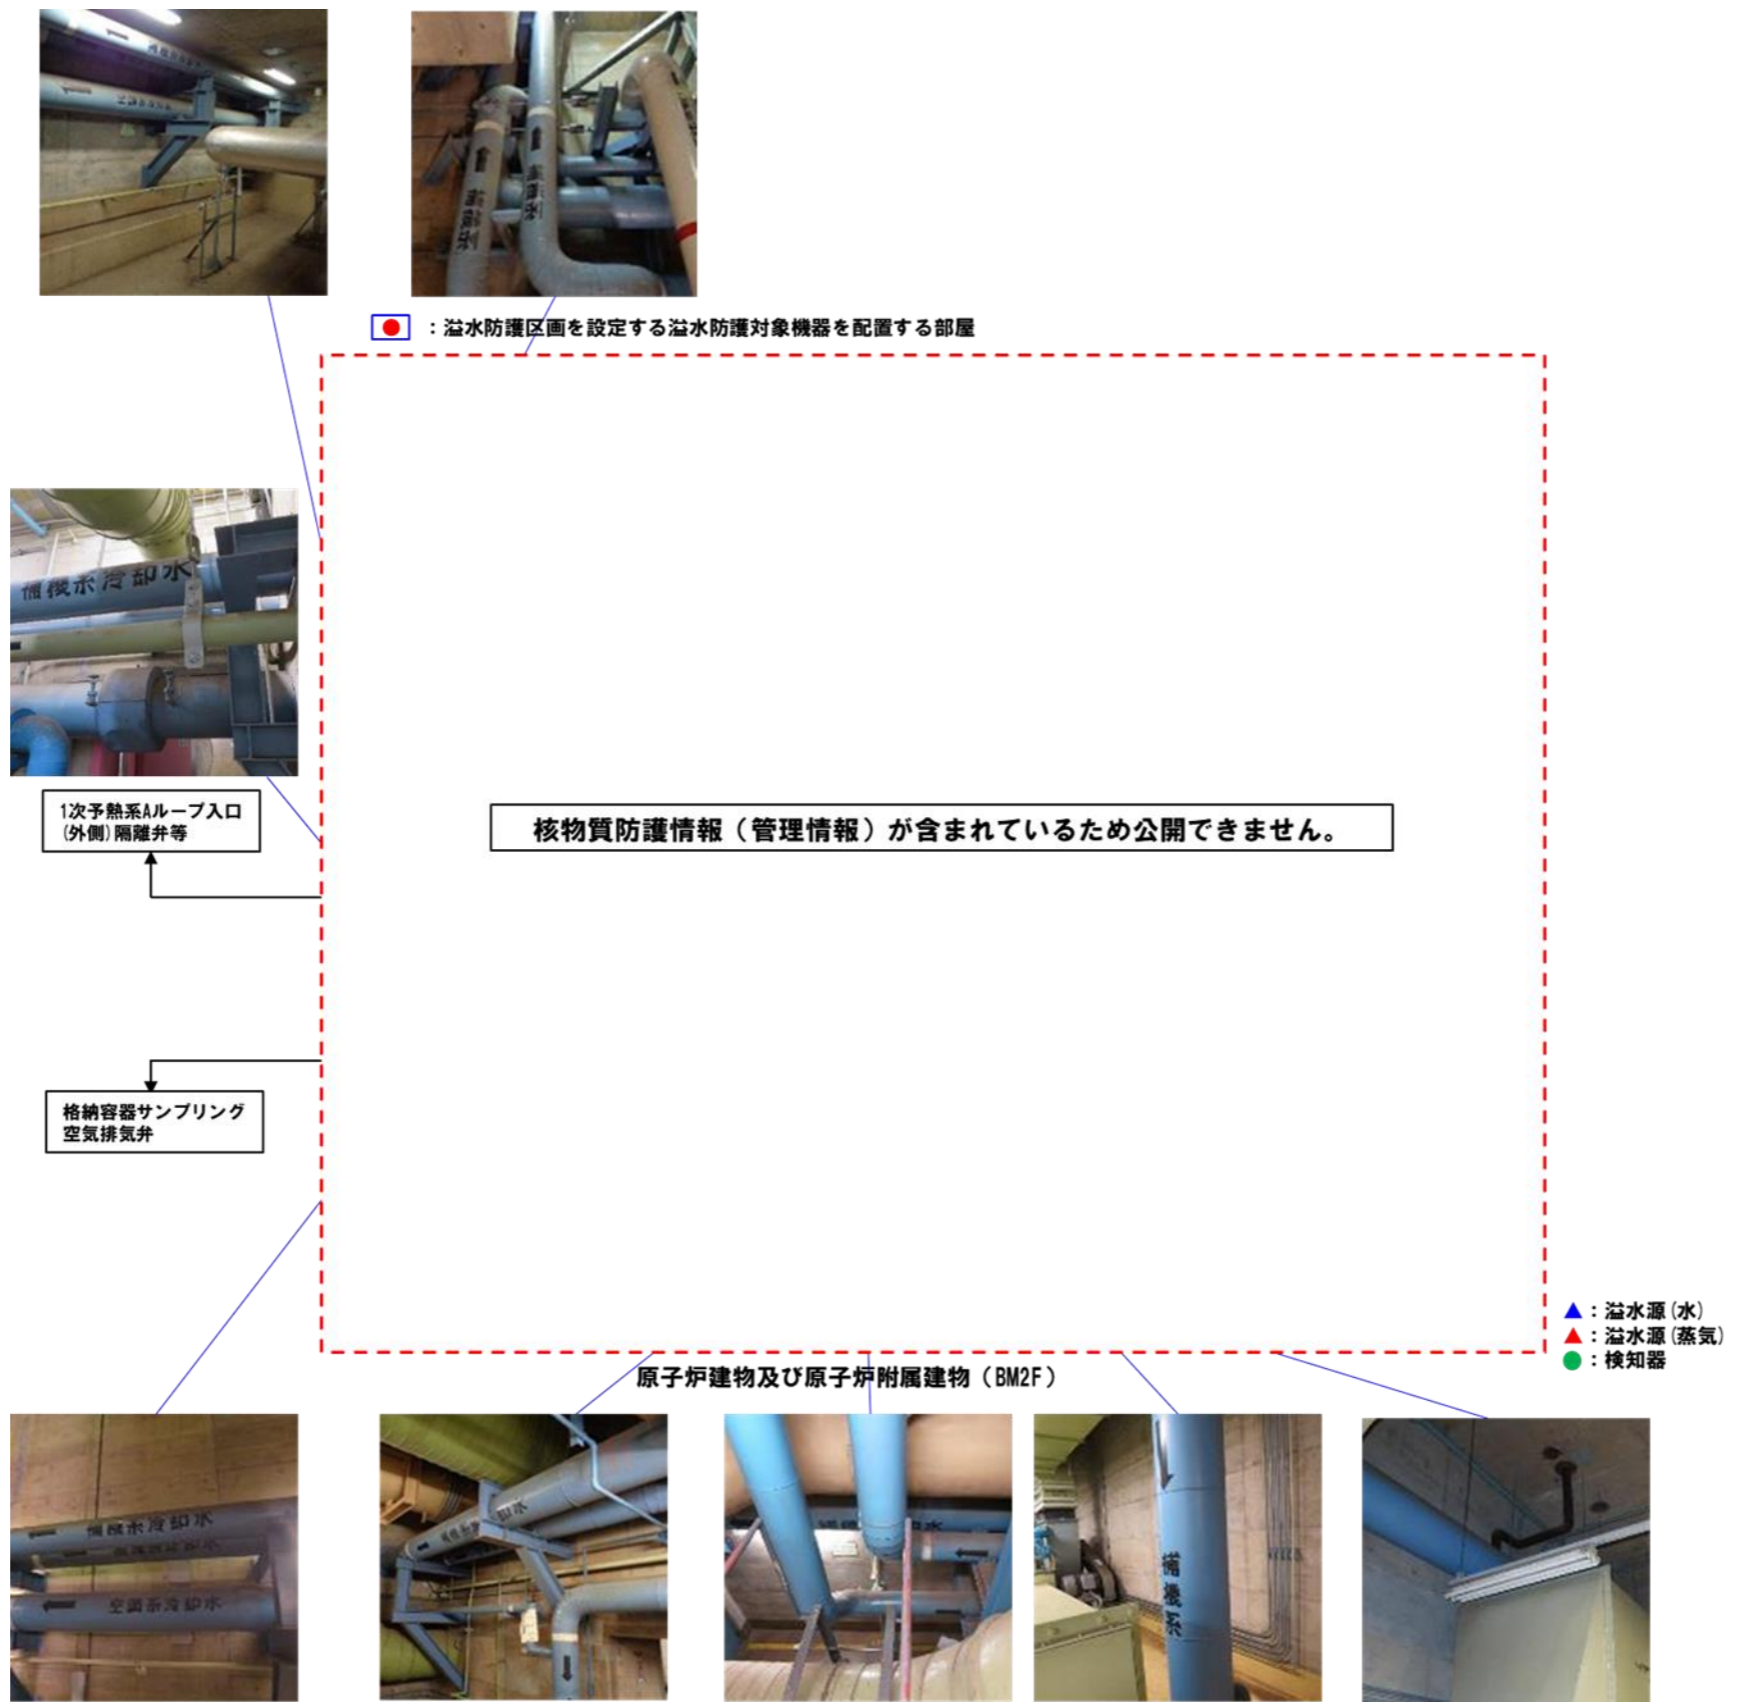 ：溢水防護区画を設定する溢水防護対象機器を配置する部屋
補機系冷却水
1次予熱系Aループ入口
(外側)隔離弁等
核物質防護情報（管理情報）が含まれているため公開できません。
格納容器サンプリング
空気排気弁
：溢水源(水)
：溢水源(蒸気)
：検知器
原子炉建物及び原子炉附属建物（BM2F）
補機系冷却水
空調系冷却水
補機系